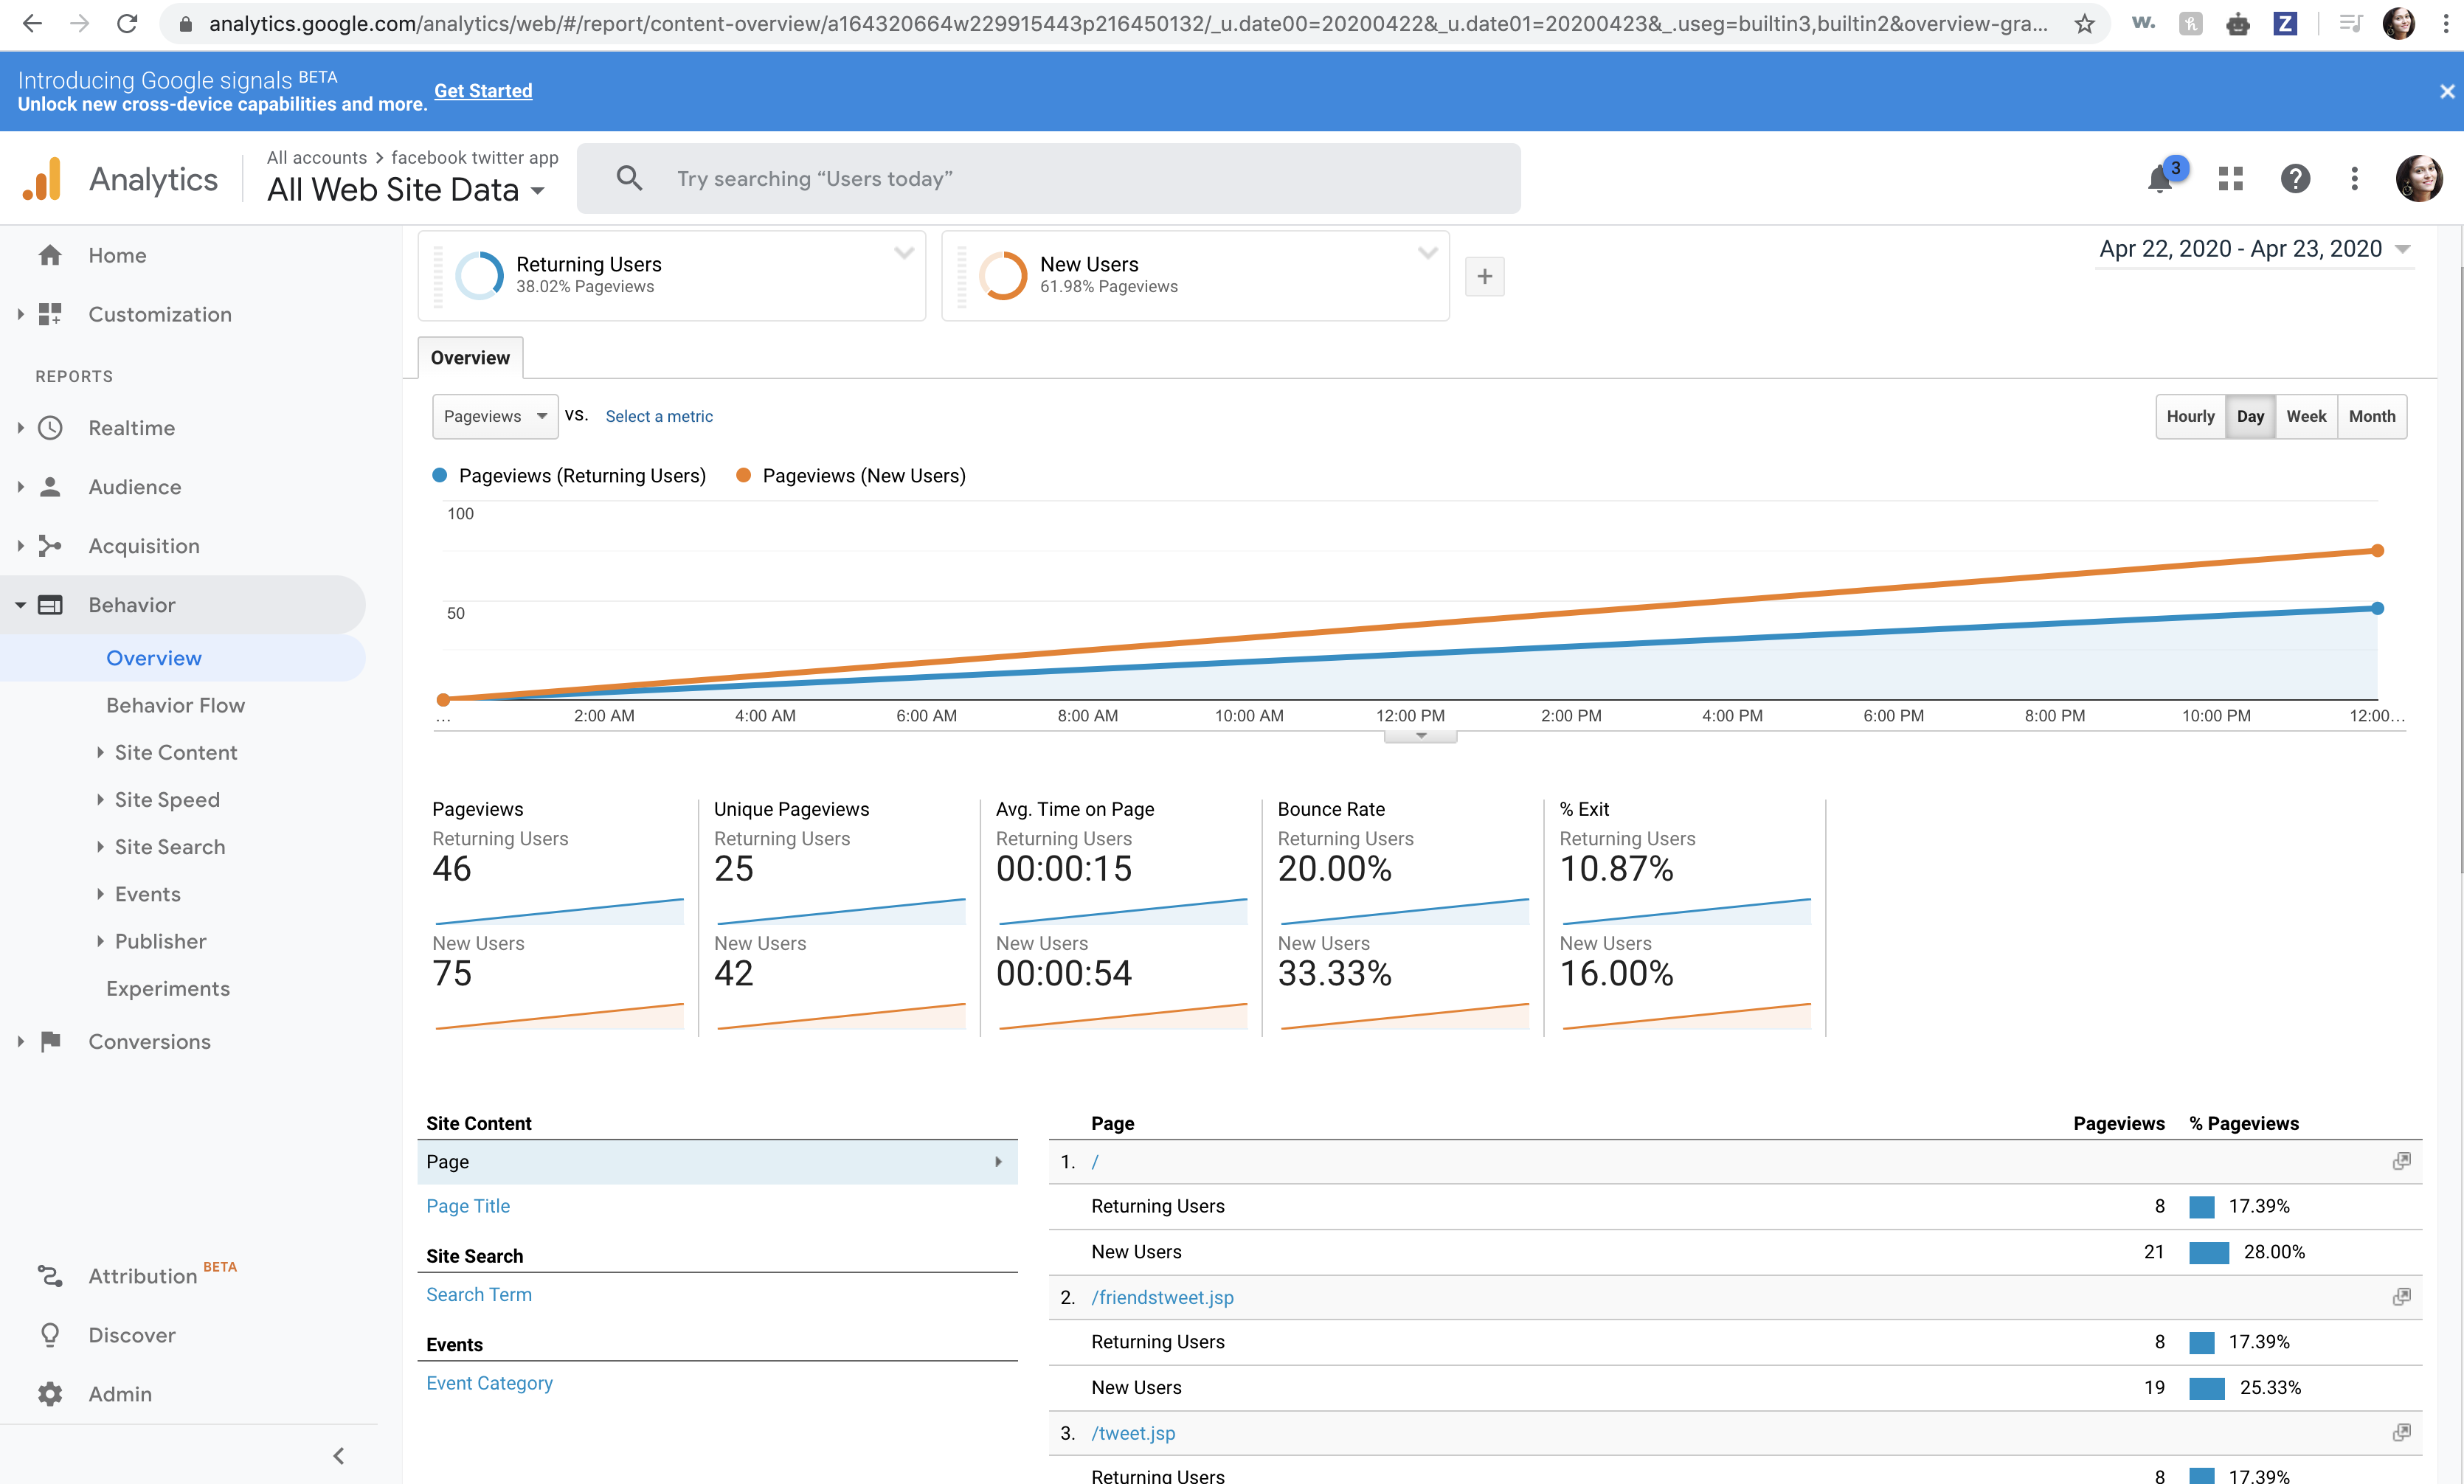 analytics.google.com/analytics/web/#/report/content-overview/a164320664w229915443p216450132/_u.date00=20200422&_u.date01=20200423&_.useg=builtin3,builtin2&overview-gra...
w.
h
Z
Introducing Google signals BETA
Unlock new cross-device capabilities and more. Get Started
Analytics
All accounts > facebook twitter app
All Web Site Data
Try searching “Users today”
3
Home
Customization
REPORTS
Realtime
Audience
Acquisition
Behavior
Overview
Behavior Flow
Site Content
Site Speed
Site Search
Events
Publisher
Experiments
Conversions
Attribution BETA
Discover
Admin
Returning Users
38.02% Pageviews
New Users
61.98% Pageviews
+
Apr 22, 2020 - Apr 23, 2020
Overview
Pageviews vs. Select a metric
Hourly Day Week Month
Pageviews (Returning Users) Pageviews (New Users)
100
50
... 2:00 AM 4:00 AM 6:00 AM 8:00 AM 10:00 AM 12:00 PM 2:00 PM 4:00 PM 6:00 PM 8:00 PM 10:00 PM 12:00...
Pageviews
Returning Users
46
New Users
75
Unique Pageviews
Returning Users
25
New Users
42
Avg. Time on Page
Returning Users
00:00:15
New Users
00:00:54
Bounce Rate
Returning Users
20.00%
New Users
33.33%
% Exit
Returning Users
10.87%
New Users
16.00%
Site Content
Page
Page Title
Site Search
Search Term
Events
Event Category
Page Pageviews % Pageviews
1. /
Returning Users 8 17.39%
New Users 21 28.00%
2. /friendstweet.jsp
Returning Users 8 17.39%
New Users 19 25.33%
3. /tweet.jsp
Returning Users 8 17.39%